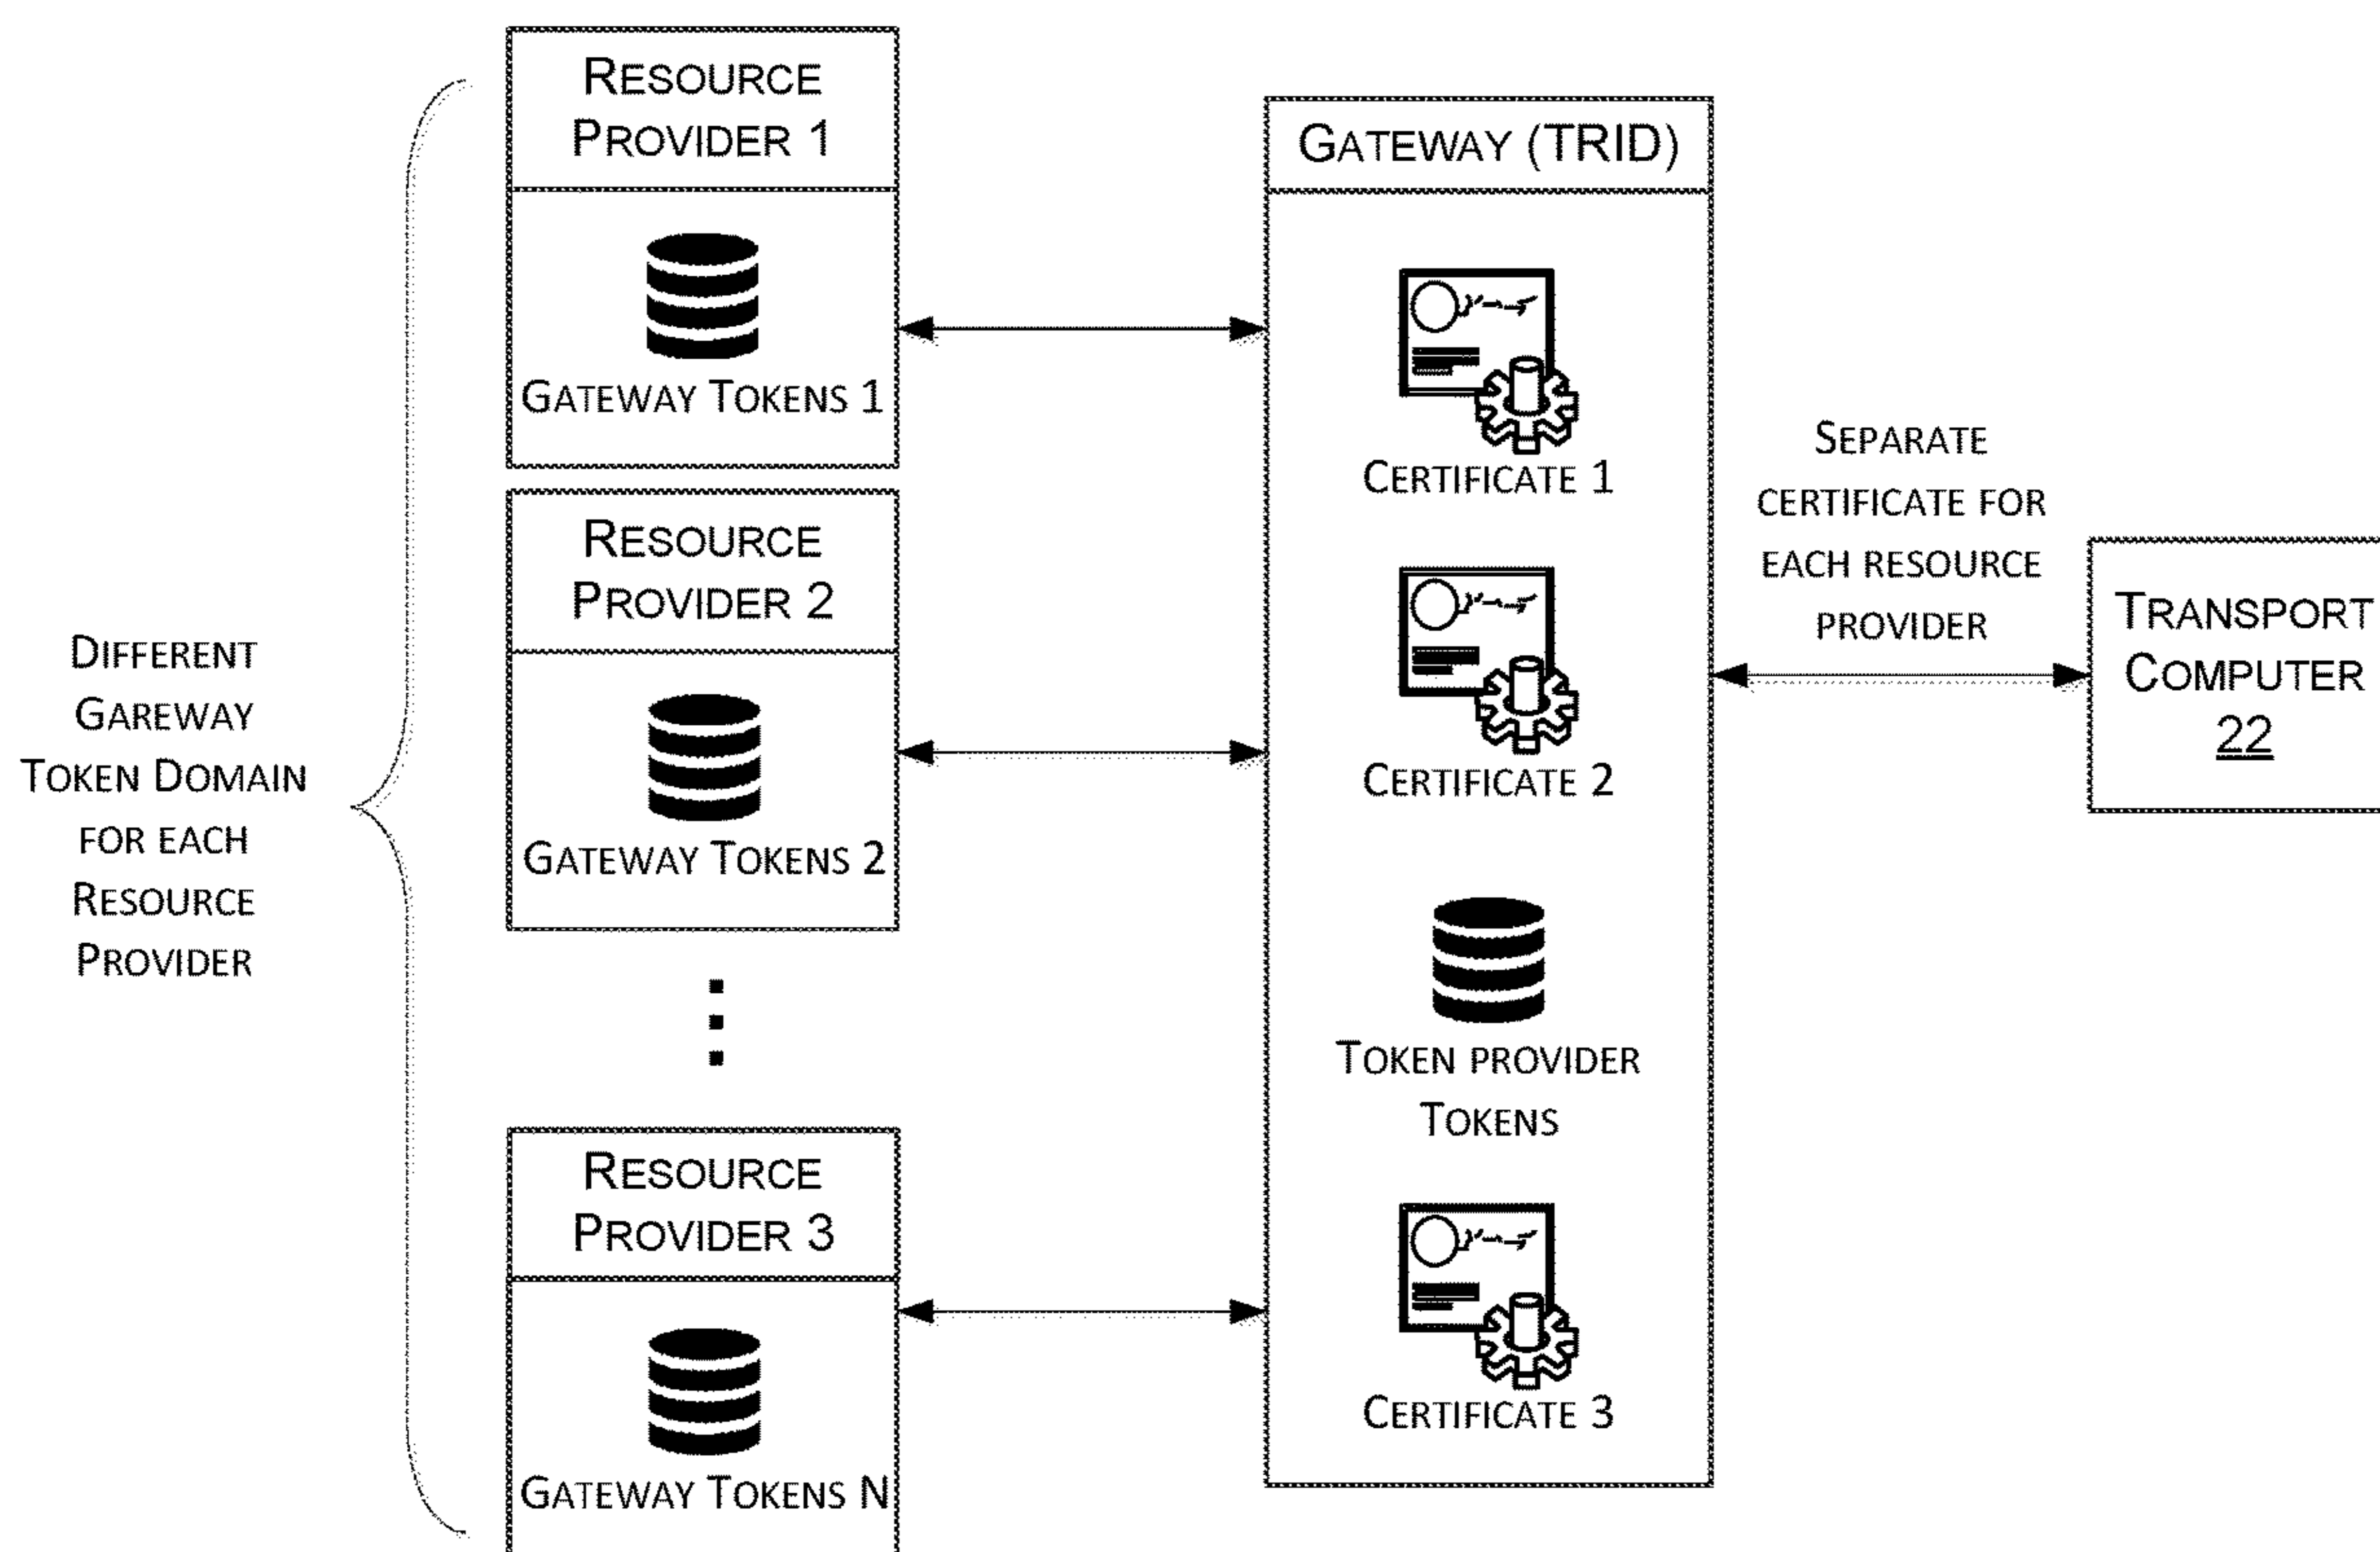 DIFFERENT
GAREWAY
TOKEN DOMAIN
FOR EACH
RESOURCE
PROVIDER
RESOURCE
PROVIDER 1
GATEWAY TOKENS 1
RESOURCE
PROVIDER 2
GATEWAY TOKENS 2
RESOURCE
PROVIDER 3
GATEWAY TOKENS N
GATEWAY (TRID)
CERTIFICATE 1
CERTIFICATE 2
TOKEN PROVIDER
TOKENS
CERTIFICATE 3
SEPARATE
CERTIFICATE FOR
EACH RESOURCE
PROVIDER
TRANSPORT
COMPUTER
22